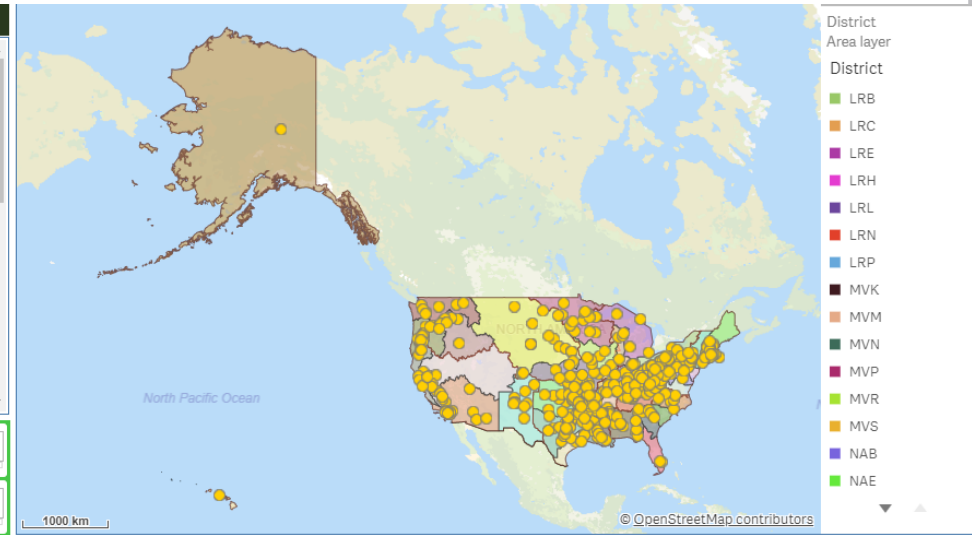 District
Area layer
District
LRB
LRC
LRE
LRH
LRL
LRN
LRP
MVK
MVM
MVN
MVP
MVR
MVS
NAB
NAE
North Pacific Ocean
1000 km
© OpenStreetMap contributors